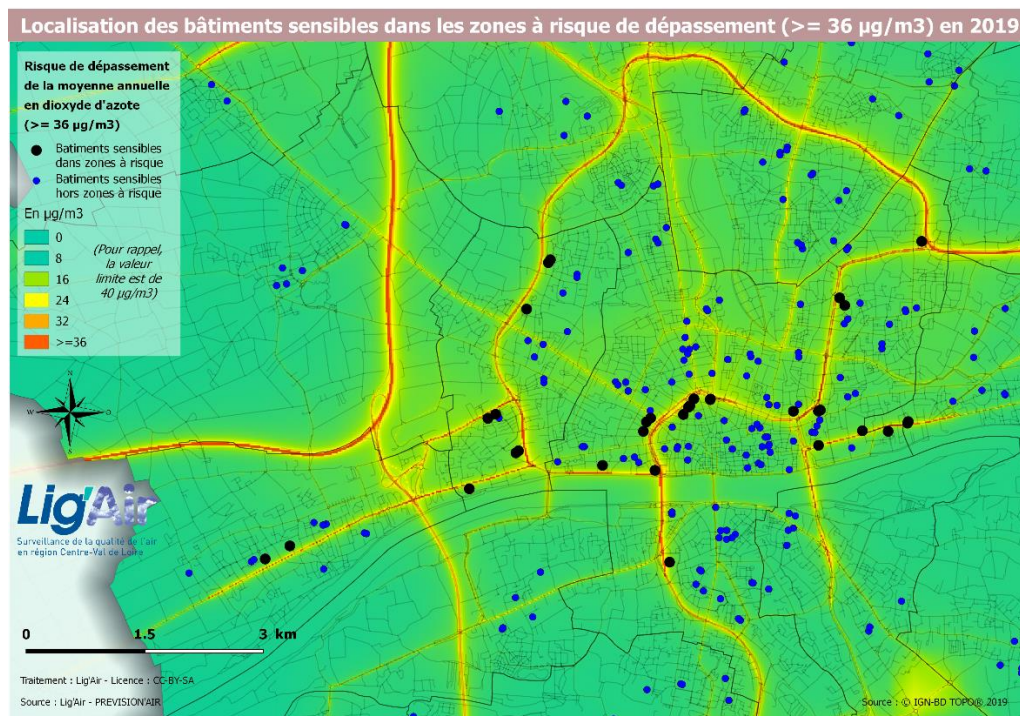 Localisation des bâtiments sensibles dans les zones à risque de dépassement (>= 36 µg/m3) en 2019
Risque de dépassement
de la moyenne annuelle
en dioxyde d'azote
(>= 36 µg/m3)
Batiments sensibles
dans zones à risque
Batiments sensibles
hors zones à risque
En µg/m3
0
8
16
24
32
>=36
(Pour rappel,
la valeur
limite est de
40 µg/m3)
N
W
O
S
Lig'Air
Surveillance de la qualité de l'air
en région Centre-Val de Loire
0 1.5 3 km
Traitement : Lig'Air - Licence : CC-BY-SA
Source : Lig'Air - PREVISION'AIR
Source : © IGN-BD TOPO® 2019